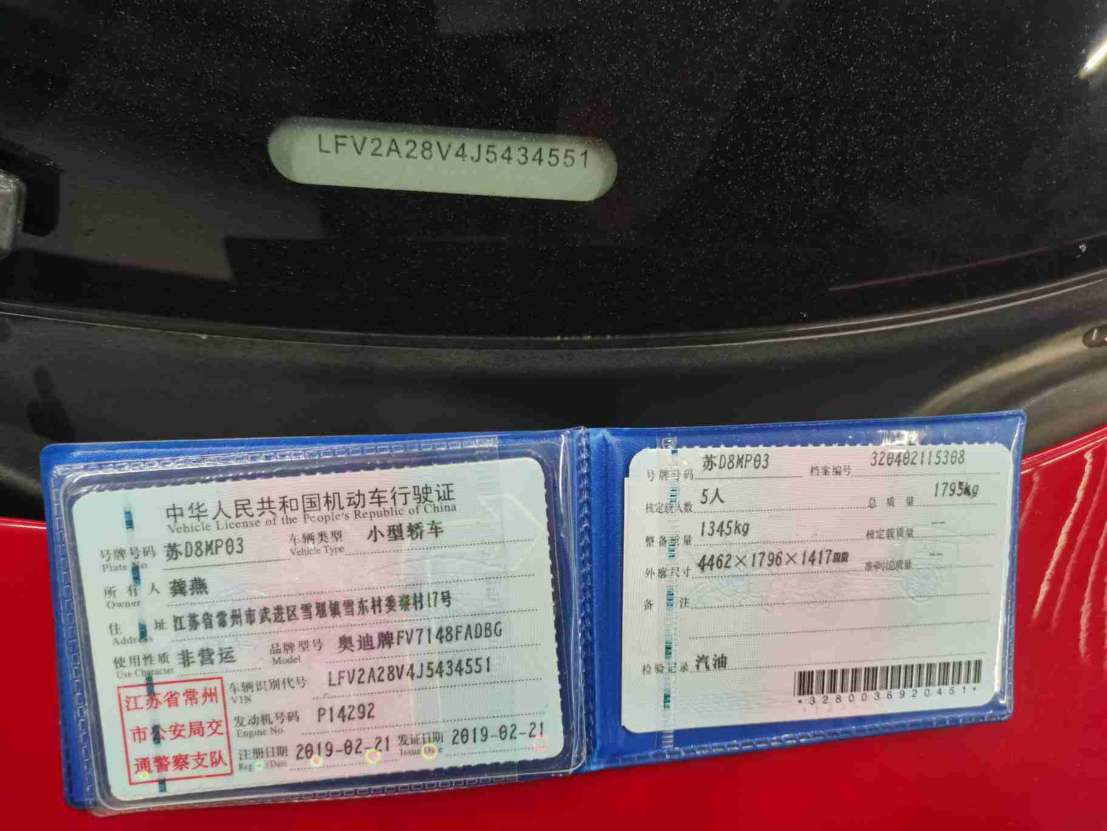 LFV2A28V4J5434551
中华人民共和国机动车行驶证
Vehicle License of the People's Republic of China
号牌号码 苏D8MP03 车辆类型 小型轿车
Plate No. Vehicle Type
所有人 龚燕
Owner
住址 江苏省常州市武进区雪堰镇雪东村姜寨村17号
Address
使用性质 非营运 品牌型号 奥迪牌FV7148FADBG
Use Character Model
江苏省常州
市公安局交
通警察支队
车辆识别代号 LFV2A28V4J5434551
VIN
发动机号码 P14292
Engine No.
注册日期 2019-02-21 发证日期 2019-02-21
Issue Date
号牌号码 苏D8MP03 档案编号 320402115308
核定载人数 5人 总质量 1795kg
整备质量 1345kg 核定载质量 --
外廓尺寸 4462×1796×1417mm 准牵引总质量 --
备注
检验记录 汽油
*3280036920451*